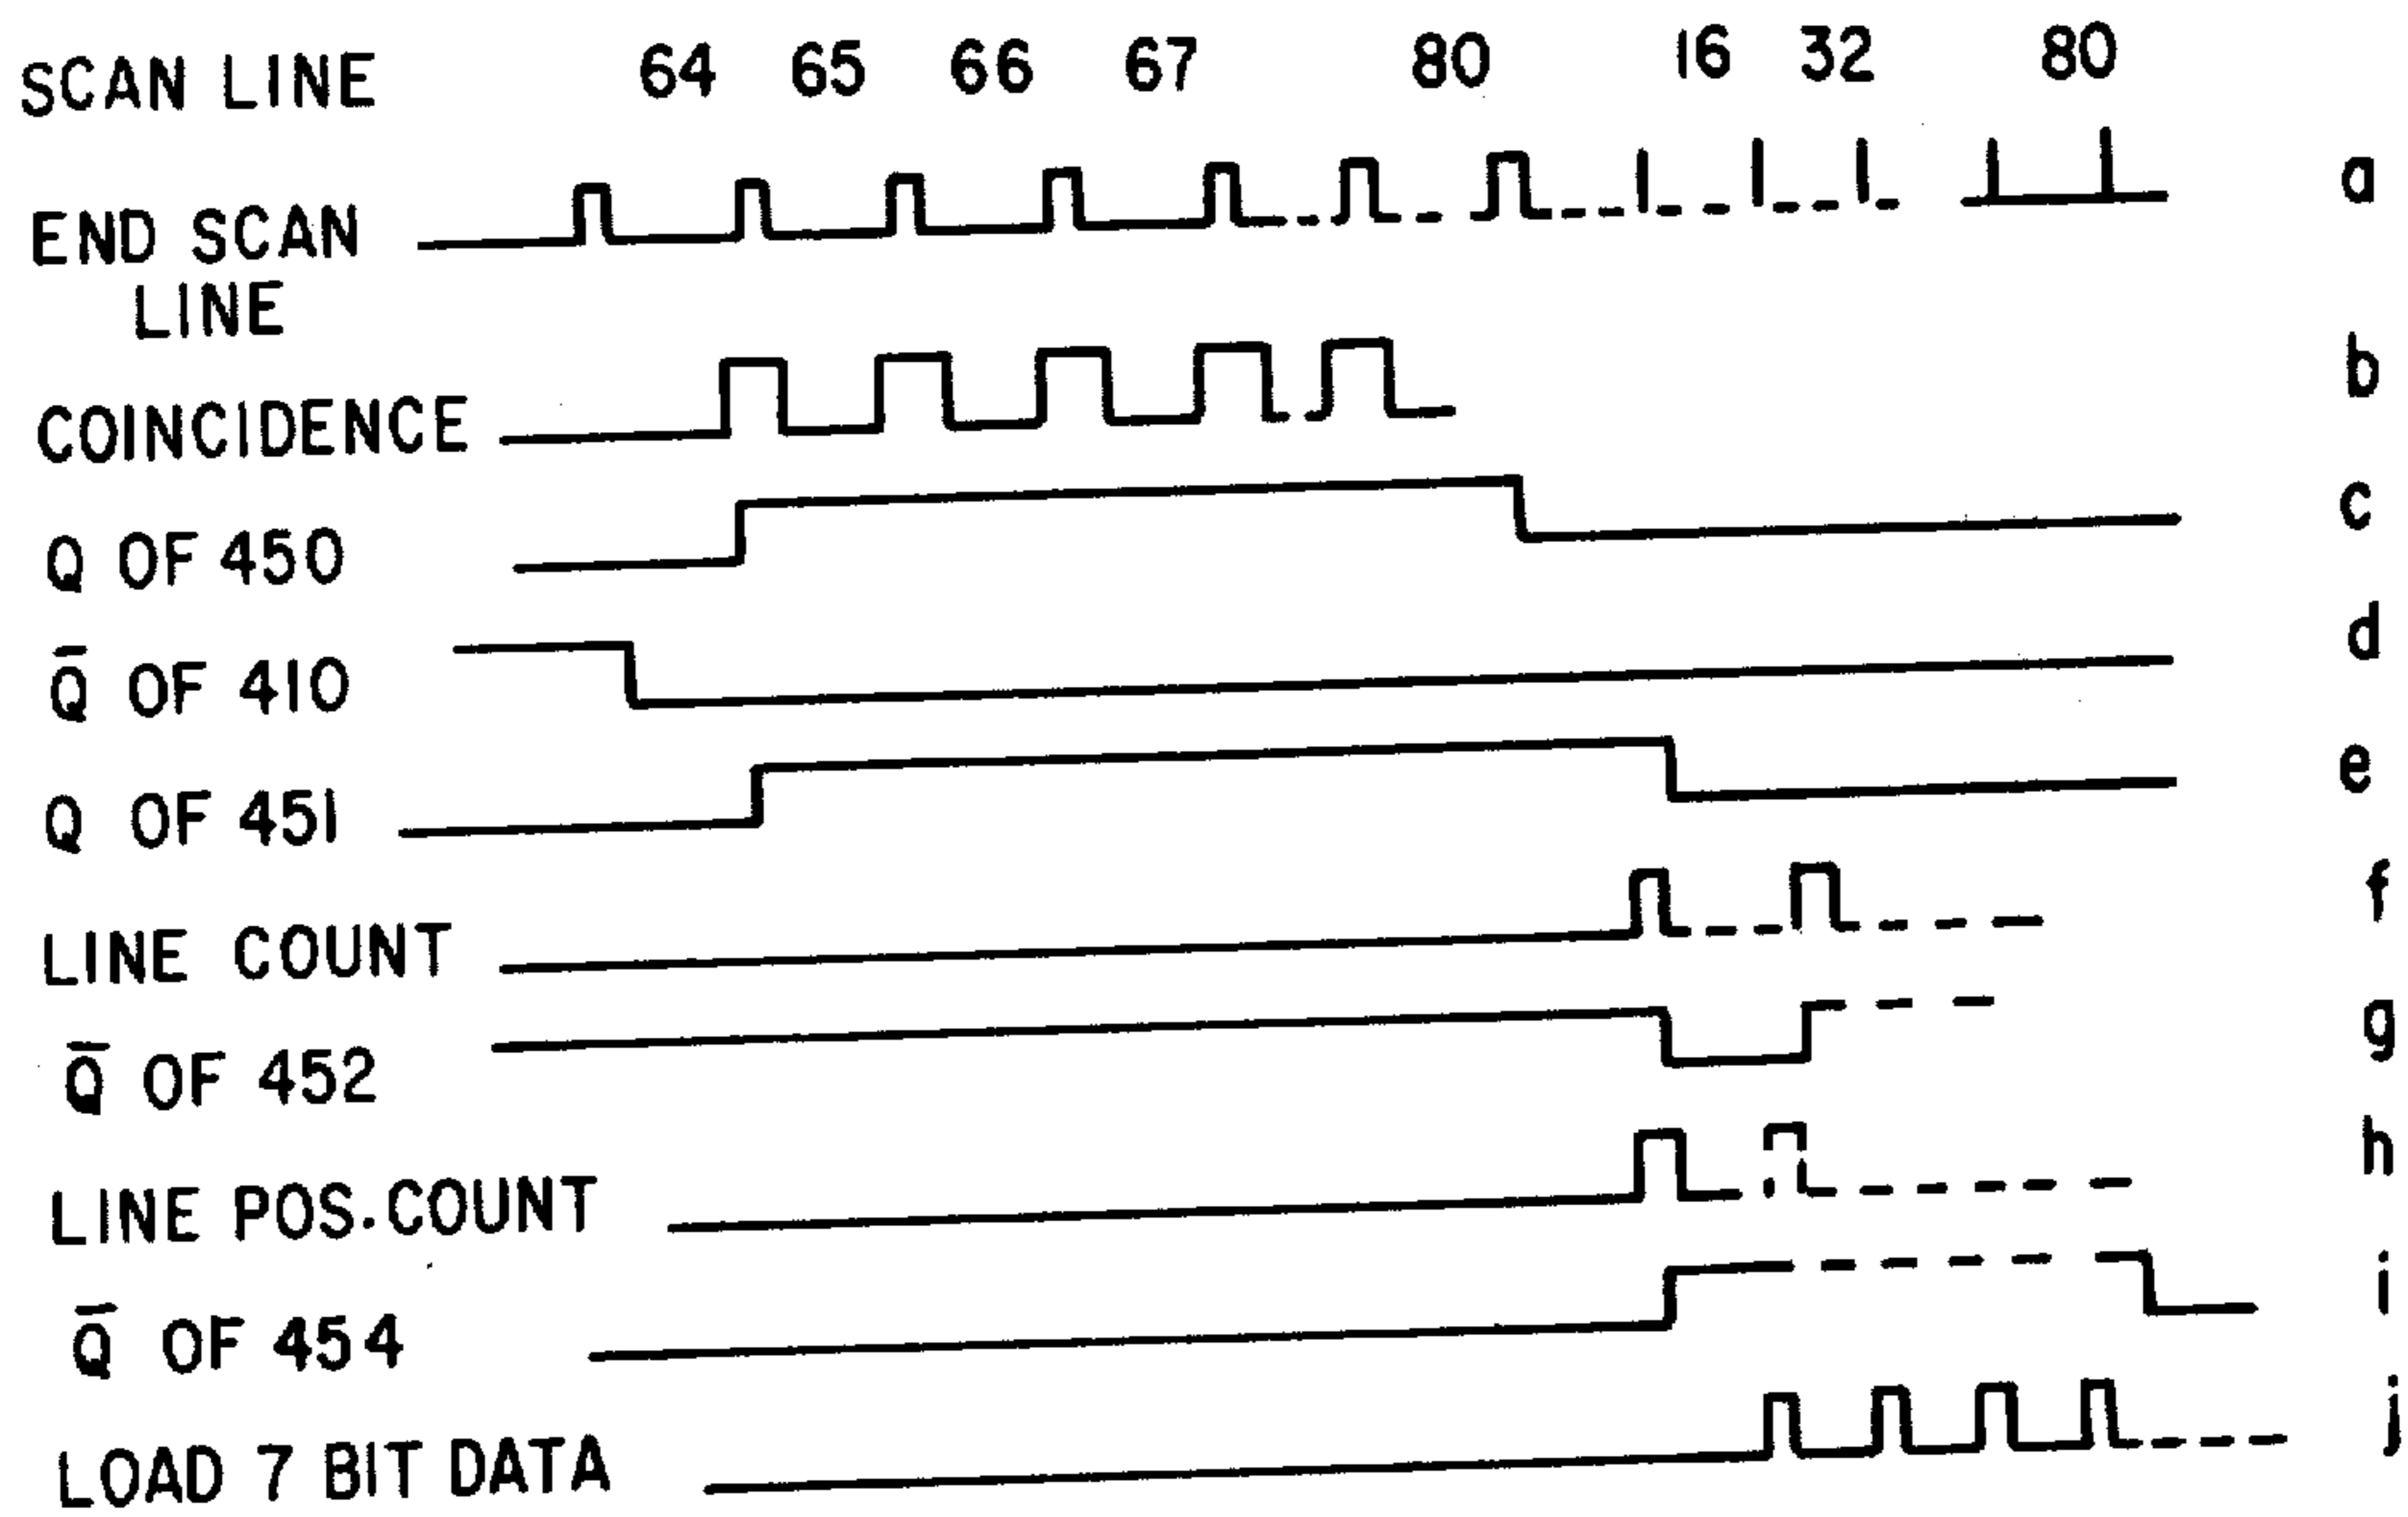 SCAN LINE 64 65 66 67 80 16 32 80
END SCAN a
LINE
COINCIDENCE b
Q OF 450 c
Q̄ OF 410 d
Q OF 451 e
LINE COUNT f
Q̄ OF 452 g
LINE POS. COUNT h
Q̄ OF 454 i
LOAD 7 BIT DATA j